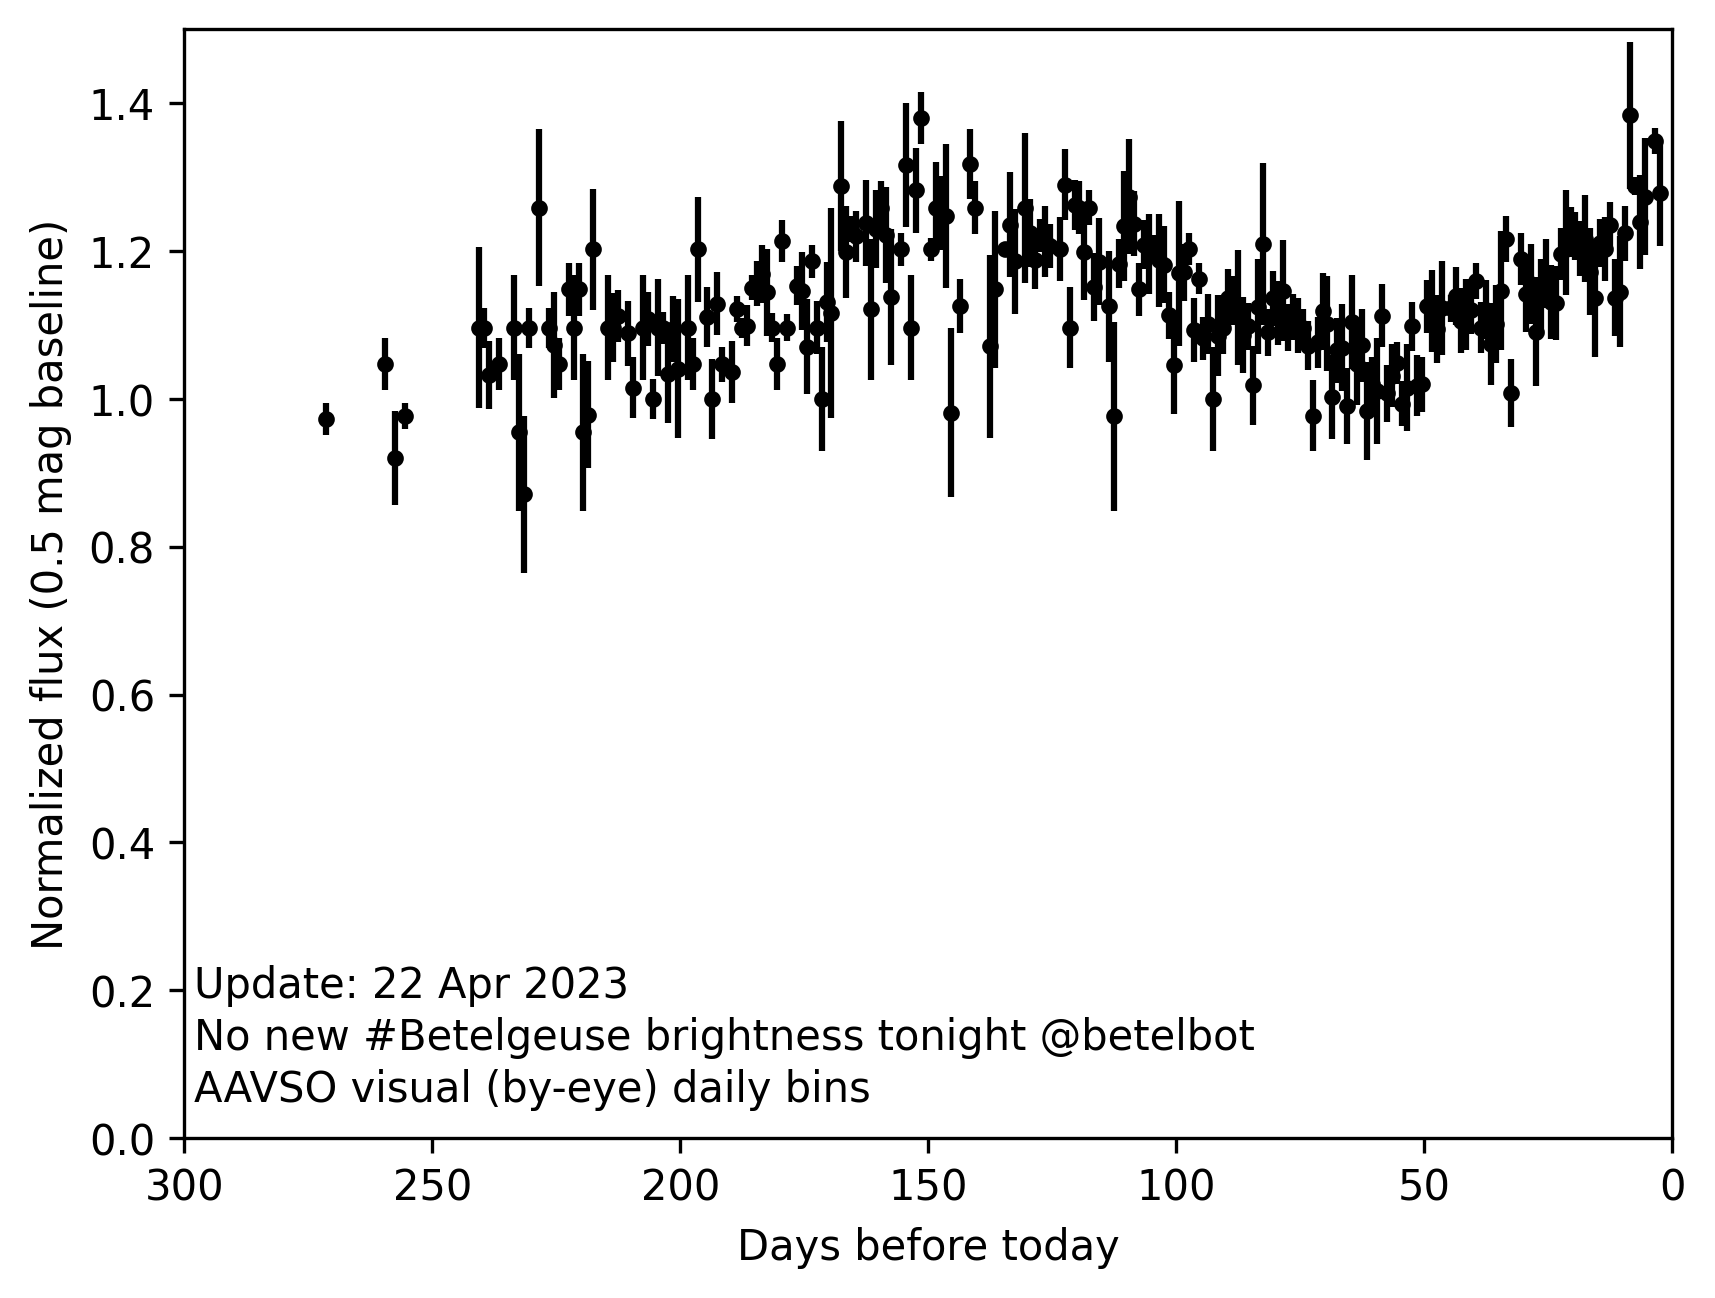 1.4
1.2
1.0
0.8
0.6
0.4
0.2
0.0
Normalized flux (0.5 mag baseline)
Update: 22 Apr 2023
No new #Betelgeuse brightness tonight @betelbot
AAVSO visual (by-eye) daily bins
300 250 200 150 100 50 0
Days before today